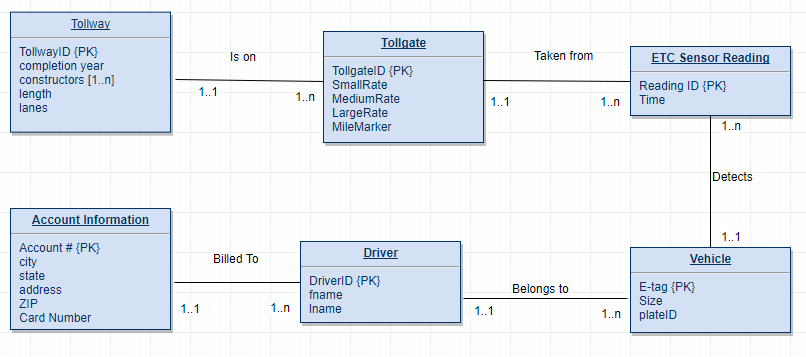 Tollway
TollwayID {PK}
completion year
constructors [1..n]
length
lanes
Is on
1..1
1..n
Tollgate
TollgateID {PK}
SmallRate
MediumRate
LargeRate
MileMarker
Taken from
1..1
1..n
ETC Sensor Reading
Reading ID {PK}
Time
1..n
Detects
1..1
Account Information
Account # {PK}
city
state
address
ZIP
Card Number
Billed To
1..1
1..n
Driver
DriverID {PK}
fname
lname
Belongs to
1..1
1..n
Vehicle
E-tag {PK}
Size
plateID